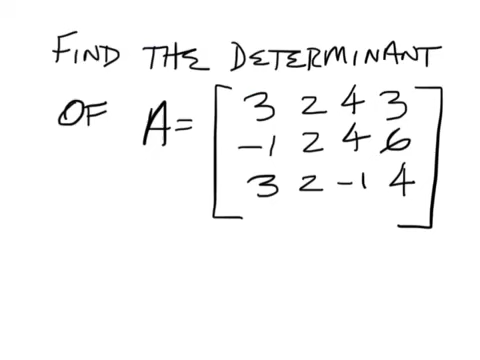 FIND THE DETERMINANT
OF A = [ 3 2 4 3
-1 2 4 6
3 2 -1 4 ]